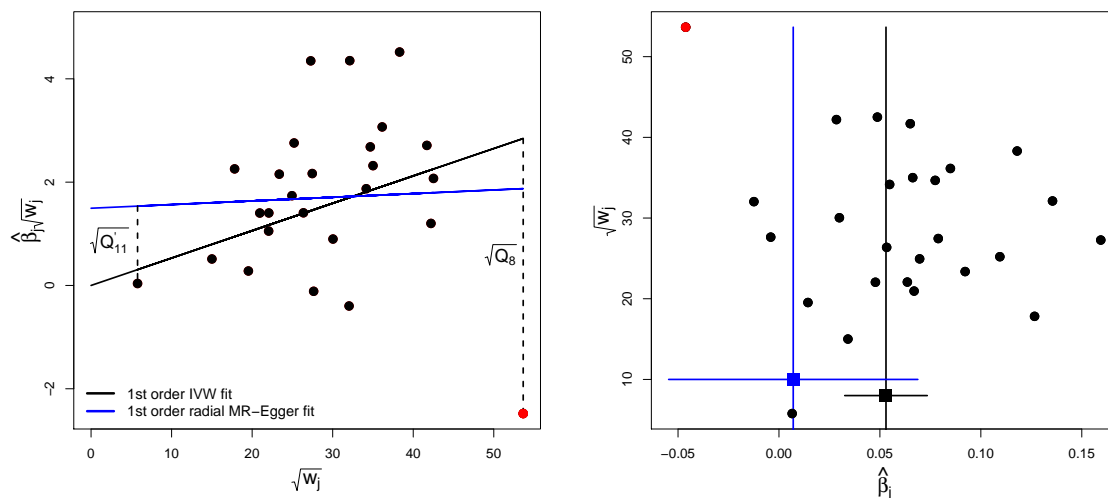 4
2
0
−2
β̂ⱼ√wⱼ
√Q'₁₁
√Q₈
1st order IVW fit
1st order radial MR−Egger fit
0 10 20 30 40 50
√wⱼ
50
40
30
20
10
√wⱼ
−0.05 0.00 0.05 0.10 0.15
β̂ⱼ